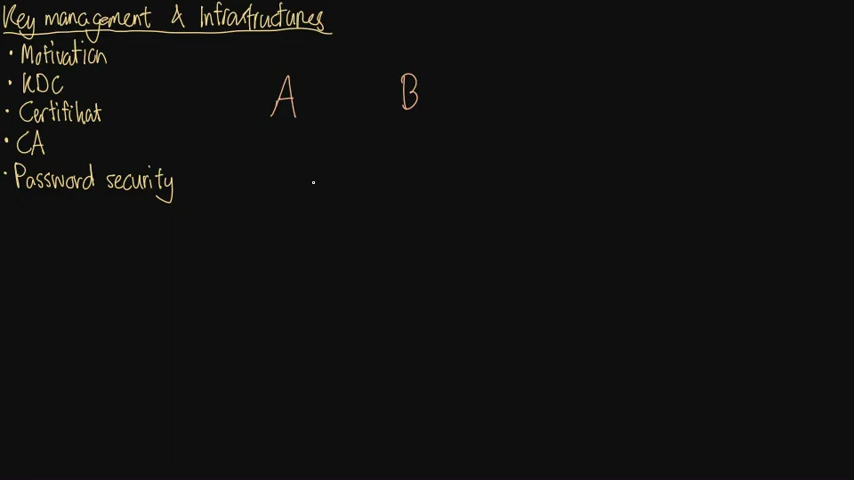 Key management & Infrastructures
• Motivation
• KDC
• Certifikat
• CA
• Password security
A B